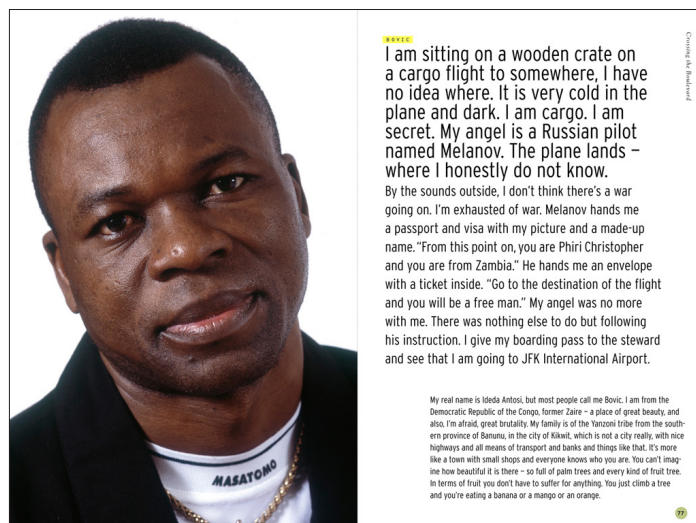 BOVIC
I am sitting on a wooden crate on
a cargo flight to somewhere, I have
no idea where. It is very cold in the
plane and dark. I am cargo. I am
secret. My angel is a Russian pilot
named Melanov. The plane lands –
where I honestly do not know.
By the sounds outside, I don't think there's a war
going on. I'm exhausted of war. Melanov hands me
a passport and visa with my picture and a made-up
name. “From this point on, you are Phiri Christopher
and you are from Zambia.” He hands me an envelope
with a ticket inside. “Go to the destination of the flight
and you will be a free man.” My angel was no more
with me. There was nothing else to do but following
his instruction. I give my boarding pass to the steward
and see that I am going to JFK International Airport.
My real name is Ideda Antosi, but most people call me Bovic. I am from the
Democratic Republic of the Congo, former Zaire – a place of great beauty, and
also, I'm afraid, great brutality. My family is of the Yanzoni tribe from the south-
ern province of Banunu, in the city of Kikwit, which is not a city really, with nice
highways and all means of transport and banks and things like that. It's more
like a town with small shops and everyone knows who you are. You can't imag-
ine how beautiful it is there – so full of palm trees and every kind of fruit tree.
In terms of fruit you don't have to suffer for anything. You just climb a tree
and you're eating a banana or a mango or an orange.
Crossing the Boulevard
MASATOMO
77